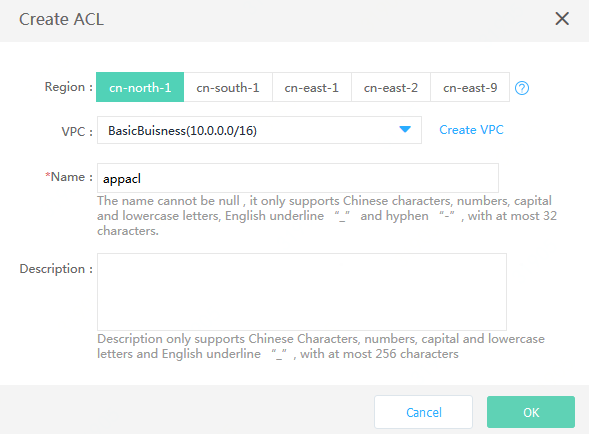 Create ACL
Region : cn-north-1 cn-south-1 cn-east-1 cn-east-2 cn-east-9 ?
VPC : BasicBuisness(10.0.0.0/16) Create VPC
*Name : appacl
The name cannot be null , it only supports Chinese characters, numbers, capital
and lowercase letters, English underline “_” and hyphen “-” , with at most 32
characters.
Description :
Description only supports Chinese Characters, numbers, capital and lowercase
letters and English underline “_” , with at most 256 characters
Cancel OK